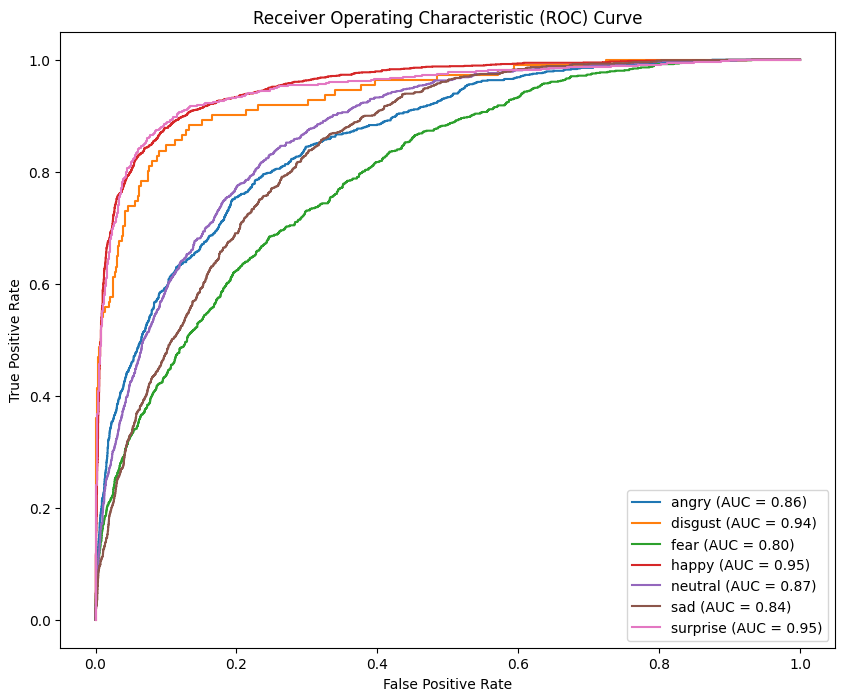 Receiver Operating Characteristic (ROC) Curve
True Positive Rate
1.0
0.8
0.6
0.4
0.2
0.0
angry (AUC = 0.86)
disgust (AUC = 0.94)
fear (AUC = 0.80)
happy (AUC = 0.95)
neutral (AUC = 0.87)
sad (AUC = 0.84)
surprise (AUC = 0.95)
0.0 0.2 0.4 0.6 0.8 1.0
False Positive Rate